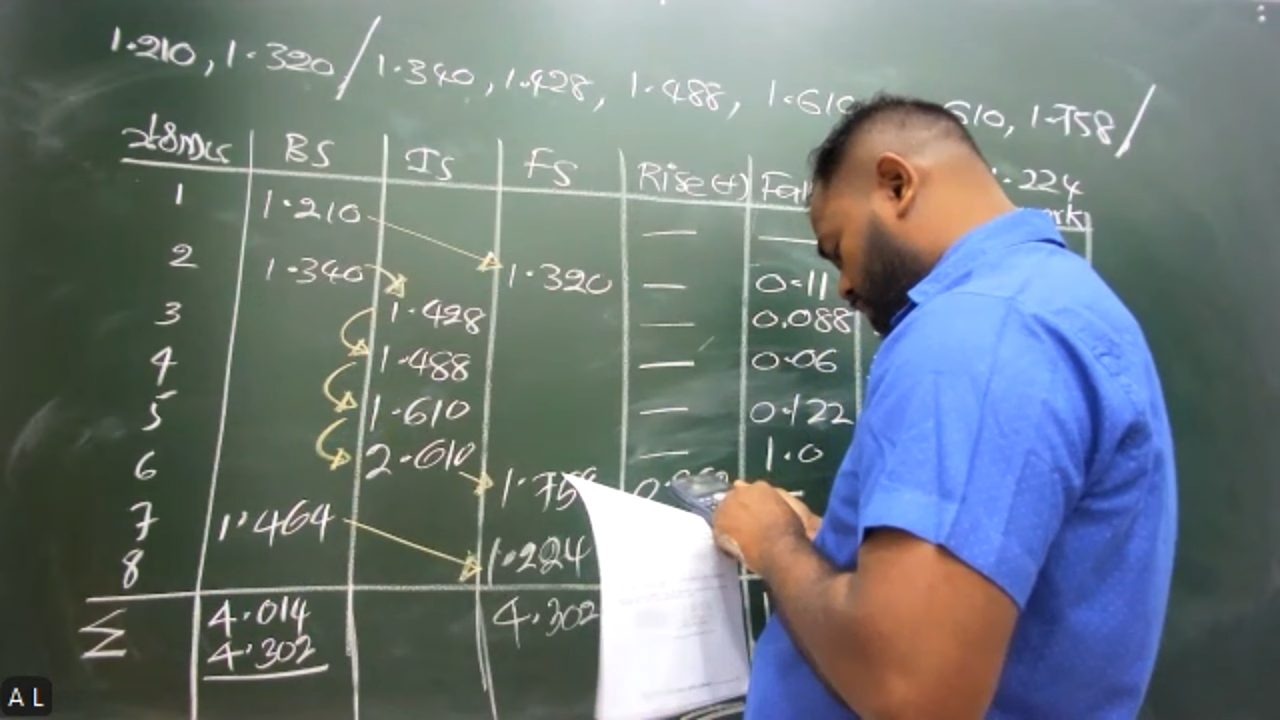 1.210, 1.320 / 1.340, 1.428, 1.488, 1.610 610, 1.758 /
BS IS FS Rise(+) .224
1 1.210 — —
2 1.340 1.320 — 0.11
3 1.428 — 0.088
4 1.488 — 0.06
5 1.610 — 0.122
6 2.610 — 1.0
7 1.464 1.75
8 1.224
Σ 4.014 4.302
4.302
A L